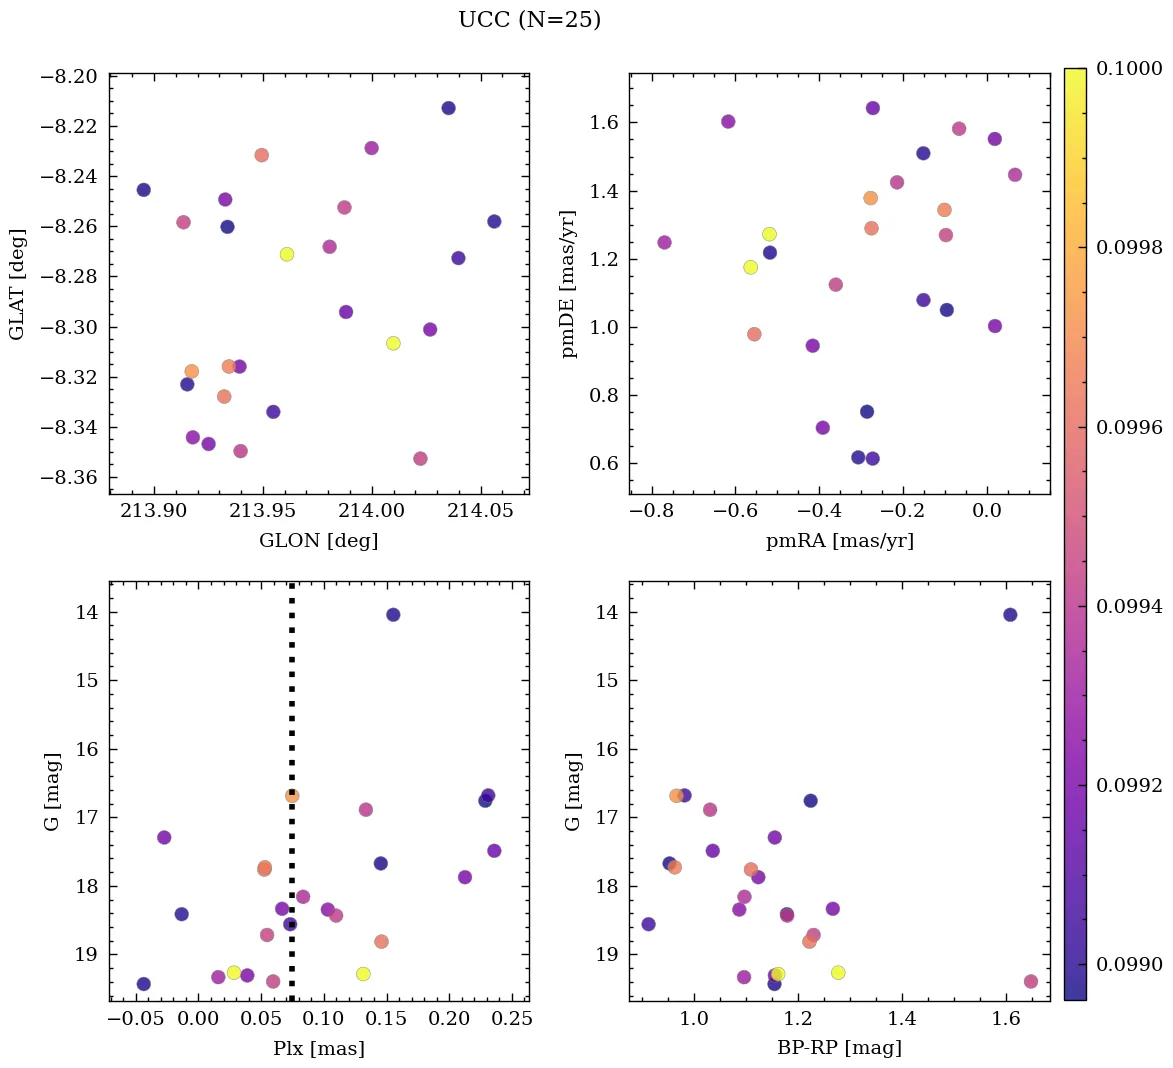 UCC (N=25)
−8.20
−8.22
−8.24
−8.26
−8.28
−8.30
−8.32
−8.34
−8.36
GLAT [deg]
213.90 213.95 214.00 214.05
GLON [deg]
1.6
1.4
1.2
1.0
0.8
0.6
pmDE [mas/yr]
−0.8 −0.6 −0.4 −0.2 0.0
pmRA [mas/yr]
14
15
16
17
18
19
G [mag]
−0.05 0.00 0.05 0.10 0.15 0.20 0.25
Plx [mas]
14
15
16
17
18
19
G [mag]
1.0 1.2 1.4 1.6
BP-RP [mag]
0.1000
0.0998
0.0996
0.0994
0.0992
0.0990